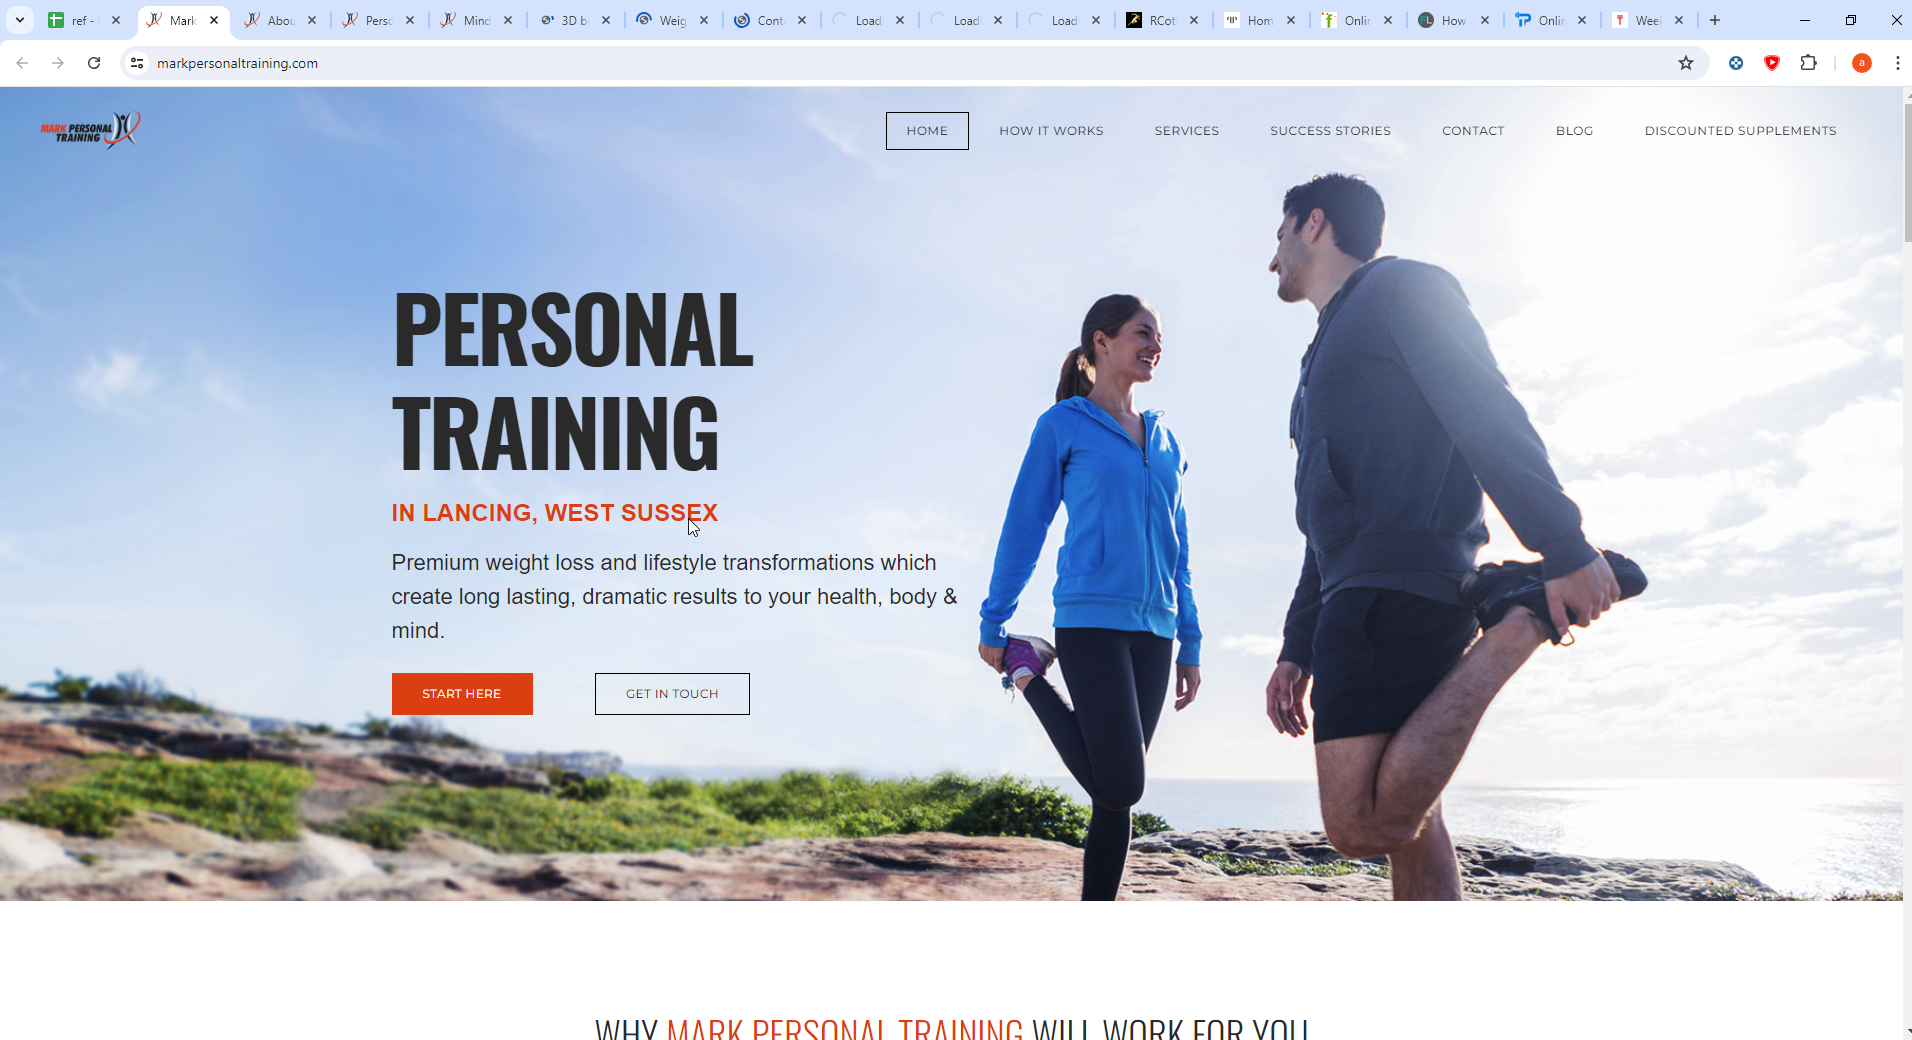 ref -
Mark
Abou
Perso
Mind
3D b
Weig
Cont
Load
Load
Load
RCot
Hom
Onlin
How
Onlin
Week
markpersonaltraining.com
a
MARK PERSONAL
TRAINING
HOME
HOW IT WORKS
SERVICES
SUCCESS STORIES
CONTACT
BLOG
DISCOUNTED SUPPLEMENTS
PERSONAL
TRAINING
IN LANCING, WEST SUSSEX
Premium weight loss and lifestyle transformations which
create long lasting, dramatic results to your health, body &
mind.
START HERE
GET IN TOUCH
WHY MARK PERSONAL TRAINING WILL WORK FOR YOU